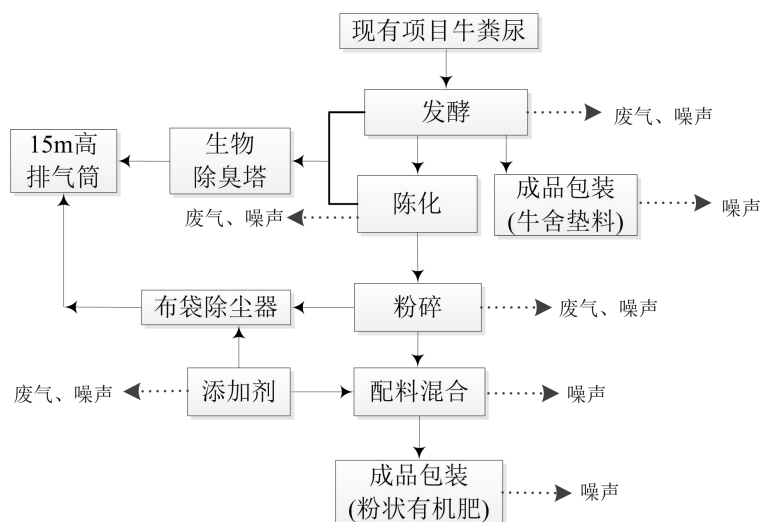 现有项目牛粪尿
发酵
废气、噪声
15m高
排气筒
生物
除臭塔
陈化
废气、噪声
成品包装
(牛舍垫料)
噪声
布袋除尘器
粉碎
废气、噪声
废气、噪声
添加剂
配料混合
噪声
成品包装
(粉状有机肥)
噪声